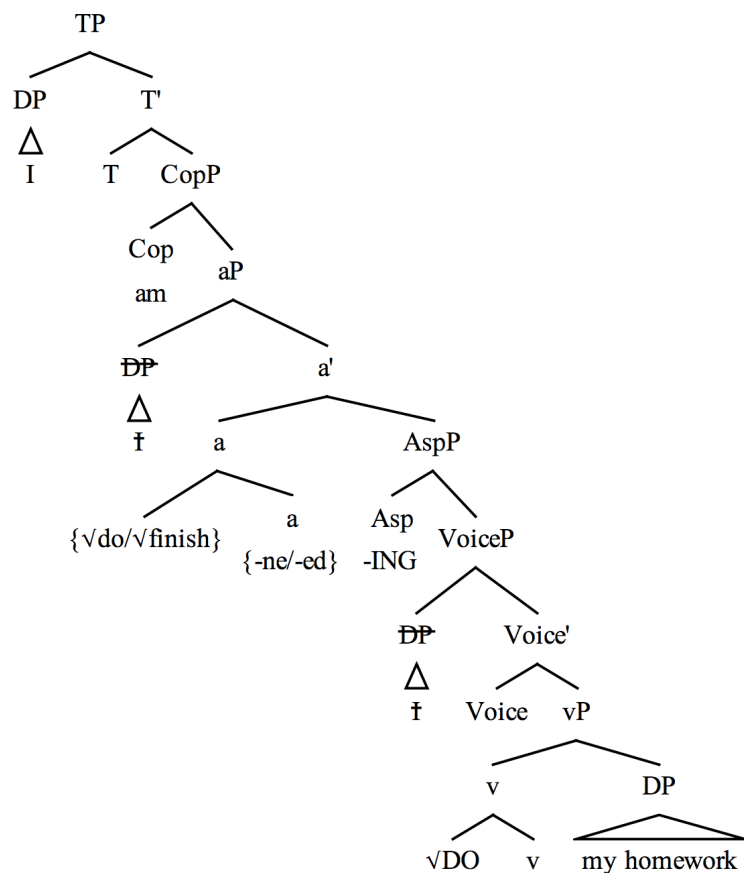 TP
DP T'
I T CopP
Cop aP
am
DP a'
I a AspP
{√do/√finish} a Asp VoiceP
{-ne/-ed} -ING
DP Voice'
I Voice vP
v DP
√DO v my homework